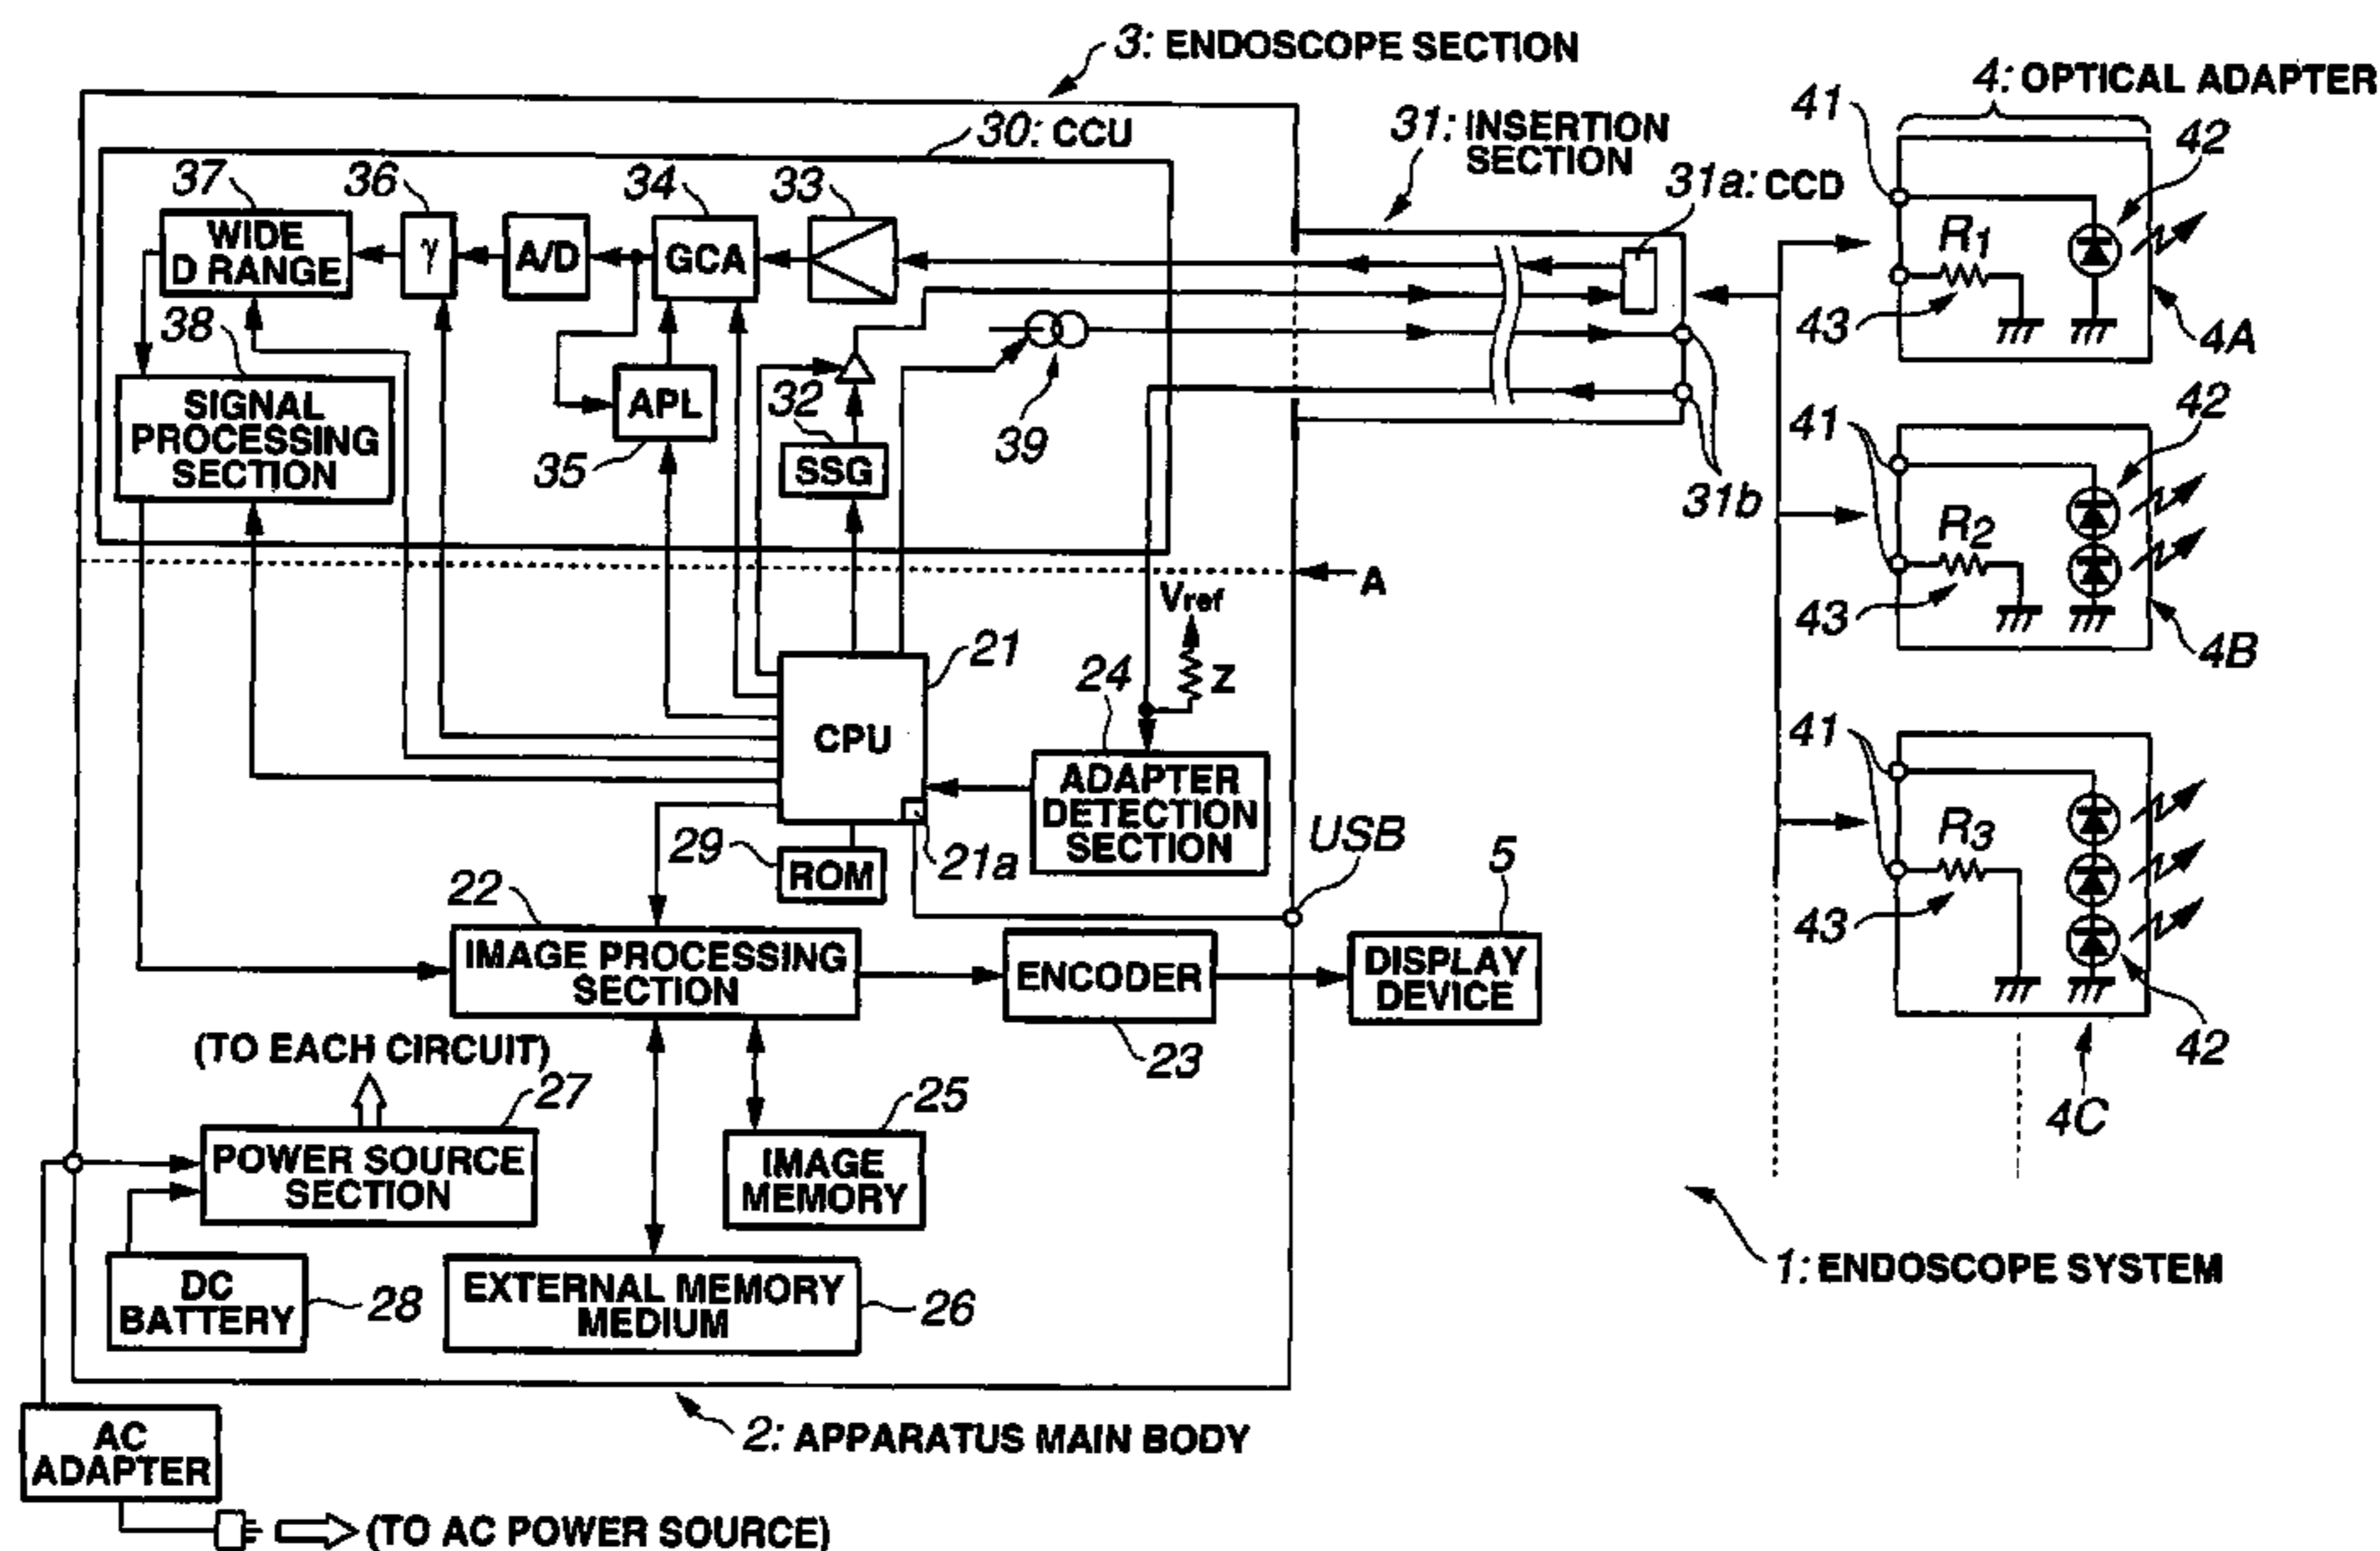 3: ENDOSCOPE SECTION
4: OPTICAL ADAPTER
30: CCU
31: INSERTION
SECTION
31a: CCD
41
42
37
36
34
33
WIDE
D RANGE
γ
A/D
GCA
R1
43
4A
38
SIGNAL
PROCESSING
SECTION
APL
35
32
SSG
39
31b
41
42
R2
43
4B
A
Vref
Z
21
CPU
24
ADAPTER
DETECTION
SECTION
29
ROM
21a
USB
5
41
R3
43
42
4C
22
IMAGE PROCESSING
SECTION
ENCODER
23
DISPLAY
DEVICE
(TO EACH CIRCUIT)
27
POWER SOURCE
SECTION
25
IMAGE
MEMORY
DC
BATTERY
28
EXTERNAL MEMORY
MEDIUM
26
1: ENDOSCOPE SYSTEM
2: APPARATUS MAIN BODY
AC
ADAPTER
(TO AC POWER SOURCE)